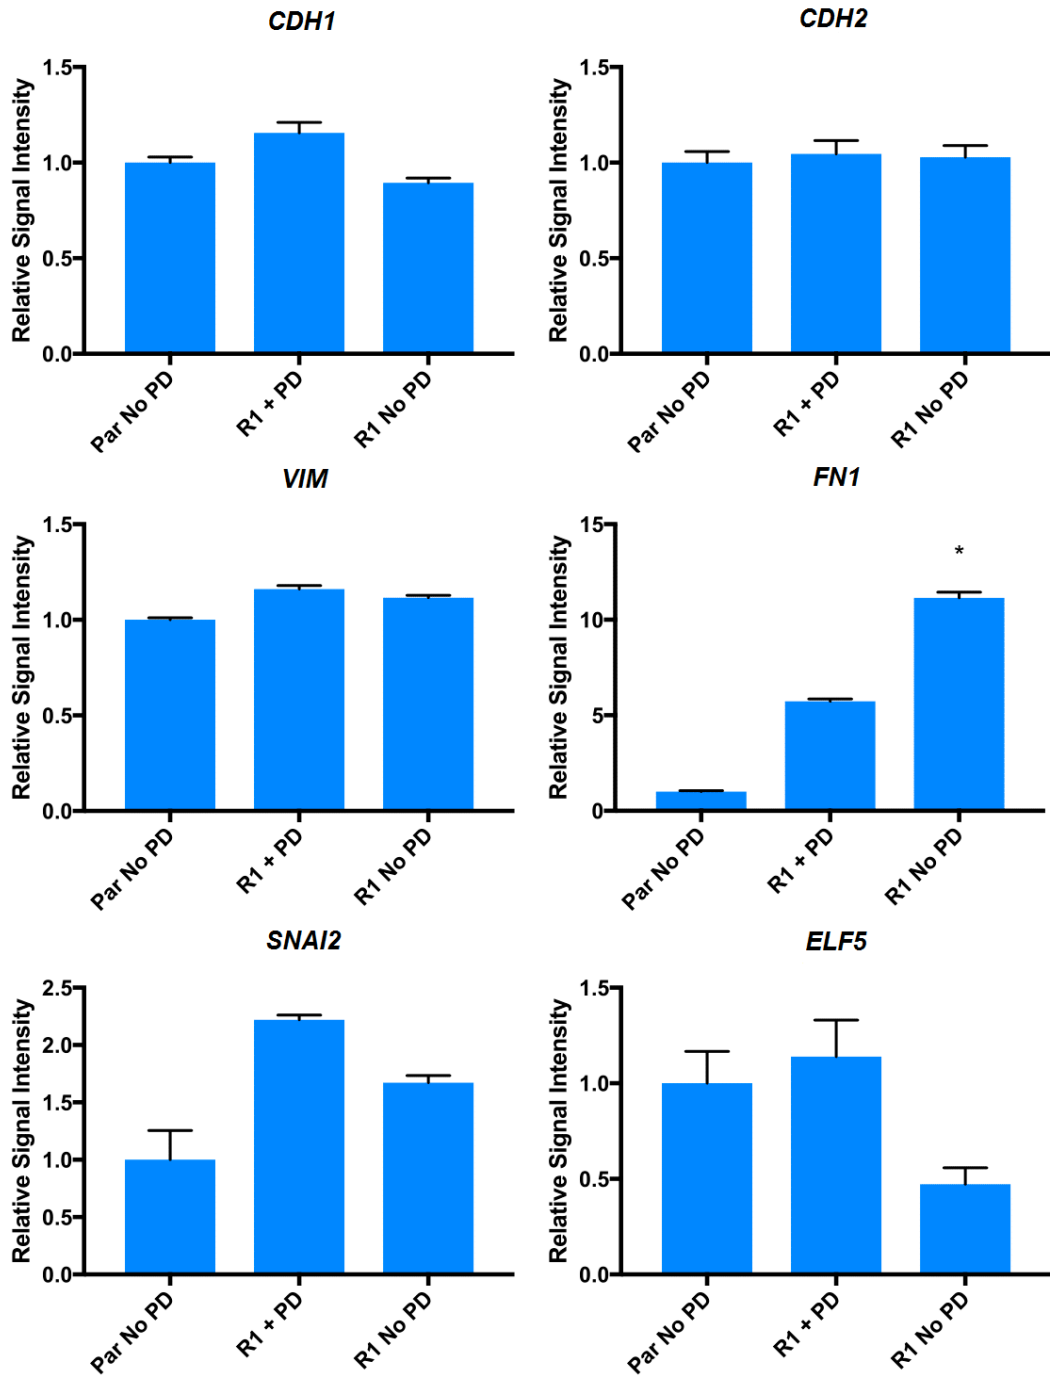 CDH1
Relative Signal Intensity
1.5
1.0
0.5
0.0
Par No PD
R1 + PD
R1 No PD
CDH2
Relative Signal Intensity
1.5
1.0
0.5
0.0
Par No PD
R1 + PD
R1 No PD
VIM
Relative Signal Intensity
1.5
1.0
0.5
0.0
Par No PD
R1 + PD
R1 No PD
FN1
Relative Signal Intensity
15
10
5
0
*
Par No PD
R1 + PD
R1 No PD
SNAI2
Relative Signal Intensity
2.5
2.0
1.5
1.0
0.5
0.0
Par No PD
R1 + PD
R1 No PD
ELF5
Relative Signal Intensity
1.5
1.0
0.5
0.0
Par No PD
R1 + PD
R1 No PD